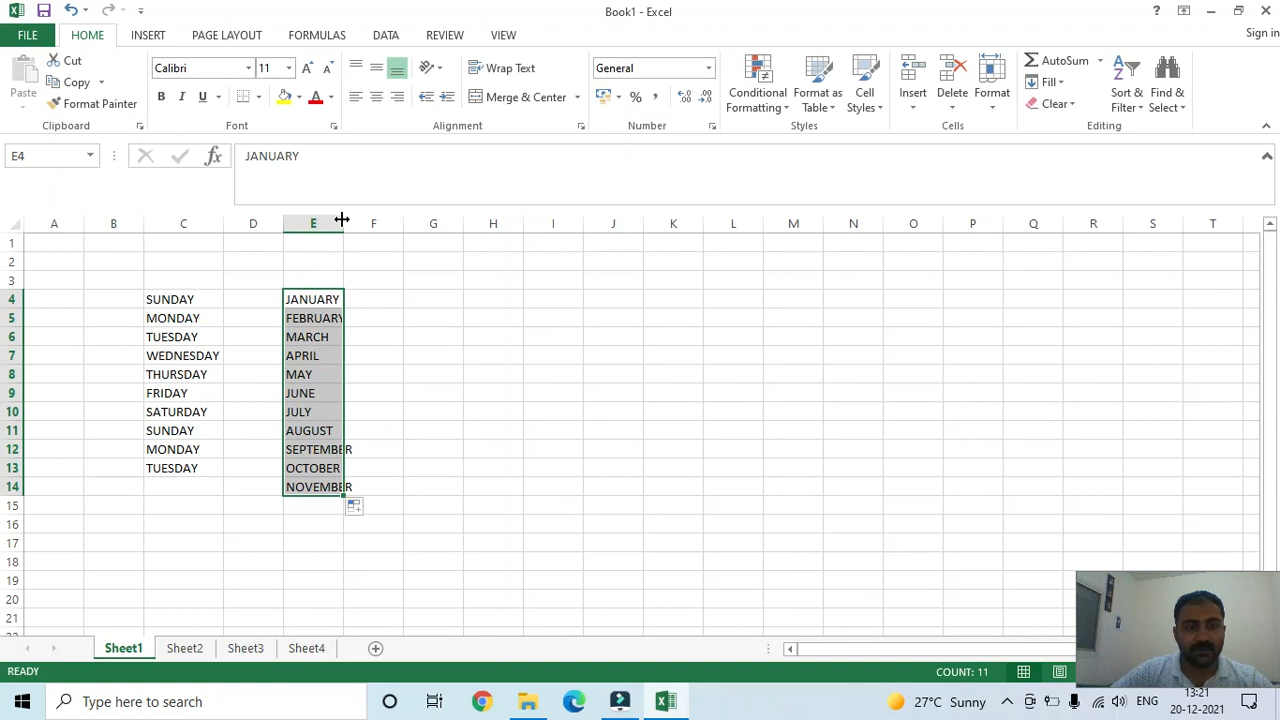 Book1 - Excel
?
Sign in
FILE HOME INSERT PAGE LAYOUT FORMULAS DATA REVIEW VIEW
Paste
Cut
Copy
Format Painter
Clipboard
Calibri 11
B I U A
Font
Wrap Text
Merge & Center
Alignment
General
% ,
Number
Conditional Formatting
Format as Table
Cell Styles
Styles
Insert Delete Format
Cells
AutoSum
Fill
Clear
Sort & Filter
Find & Select
Editing
E4 fx JANUARY
A B C D E F G H I J K L M N O P Q R S T
1
2
3
4 SUNDAY JANUARY
5 MONDAY FEBRUARY
6 TUESDAY MARCH
7 WEDNESDAY APRIL
8 THURSDAY MAY
9 FRIDAY JUNE
10 SATURDAY JULY
11 SUNDAY AUGUST
12 MONDAY SEPTEMBER
13 TUESDAY OCTOBER
14 NOVEMBER
15
16
17
18
19
20
21
Sheet1 Sheet2 Sheet3 Sheet4
READY COUNT: 11
Type here to search 27°C Sunny ENG 13:21
20-12-2021